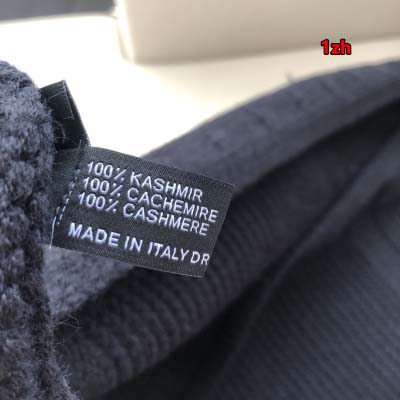 1zh
100% KASHMIR
100% CACHEMIRE
100% CASHMERE
MADE IN ITALY DR